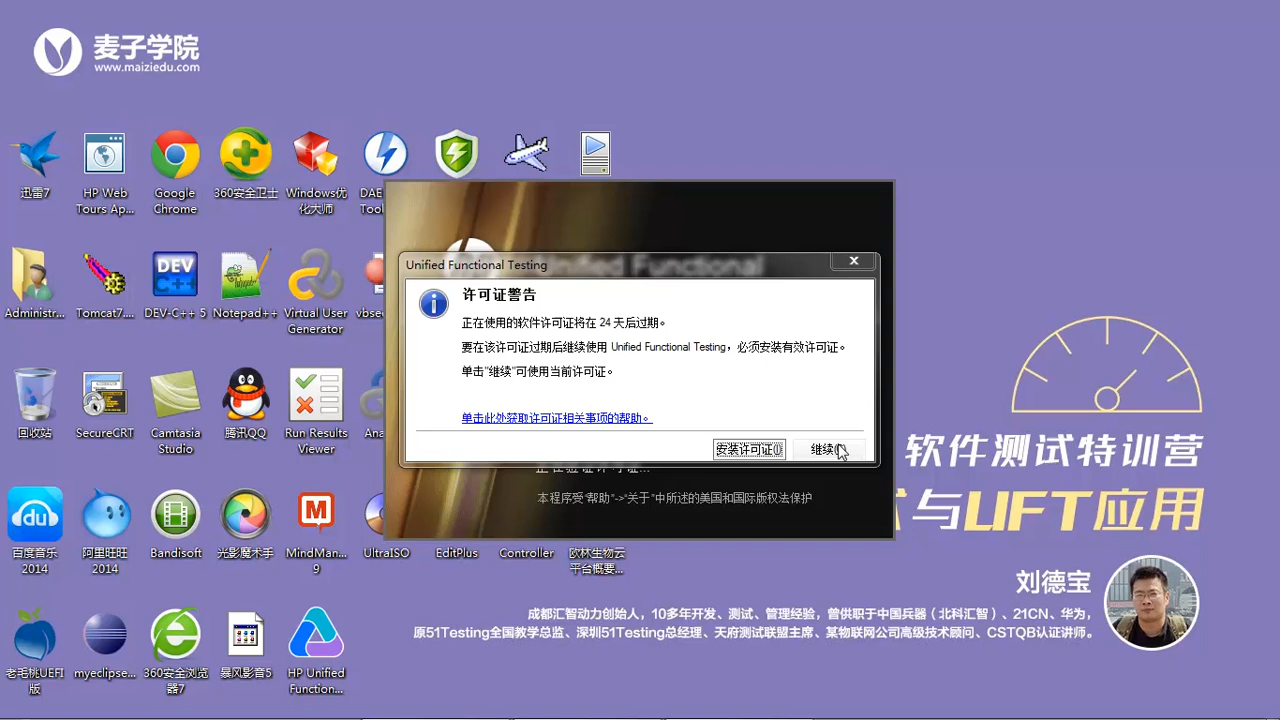 麦子学院
www.maiziedu.com
迅雷7
HP Web
Tours Ap...
Google
Chrome
360安全卫士
Windows优
化大师
DAE
Tool
Administr...
Tomcat7....
DEV
C++
DEV-C++ 5
Notepad++
Virtual User
Generator
vbsec
Unified Functional
Unified Functional Testing
许可证警告
正在使用的软件许可证将在 24 天后过期。
要在该许可证过期后继续使用 Unified Functional Testing，必须安装有效许可证。
单击"继续"可使用当前许可证。
单击此处获取许可证相关事项的帮助。
安装许可证(I)
继续(
正在验证许可证...
本程序受"帮助"->"关于"中所述的美国和国际版权法保护
回收站
SecureCRT
Camtasia
Studio
腾讯QQ
Run Results
Viewer
Ana
软件测试特训营
与UFT应用
du
百度音乐
2014
阿里旺旺
2014
Bandisoft
光影魔术手
M
MindMan...
9
UltraISO
EditPlus
Controller
欧林生物云
平台概要...
刘德宝
成都汇智动力创始人，10多年开发、测试、管理经验，曾供职于中国兵器（北科汇智）、21CN、华为，
原51Testing全国教学总监、深圳51Testing总经理、天府测试联盟主席、某物联网公司高级技术顾问、CSTQB认证讲师。
老毛桃UEFI
版
myeclipse...
360安全浏览
器7
暴风影音5
HP Unified
Function...